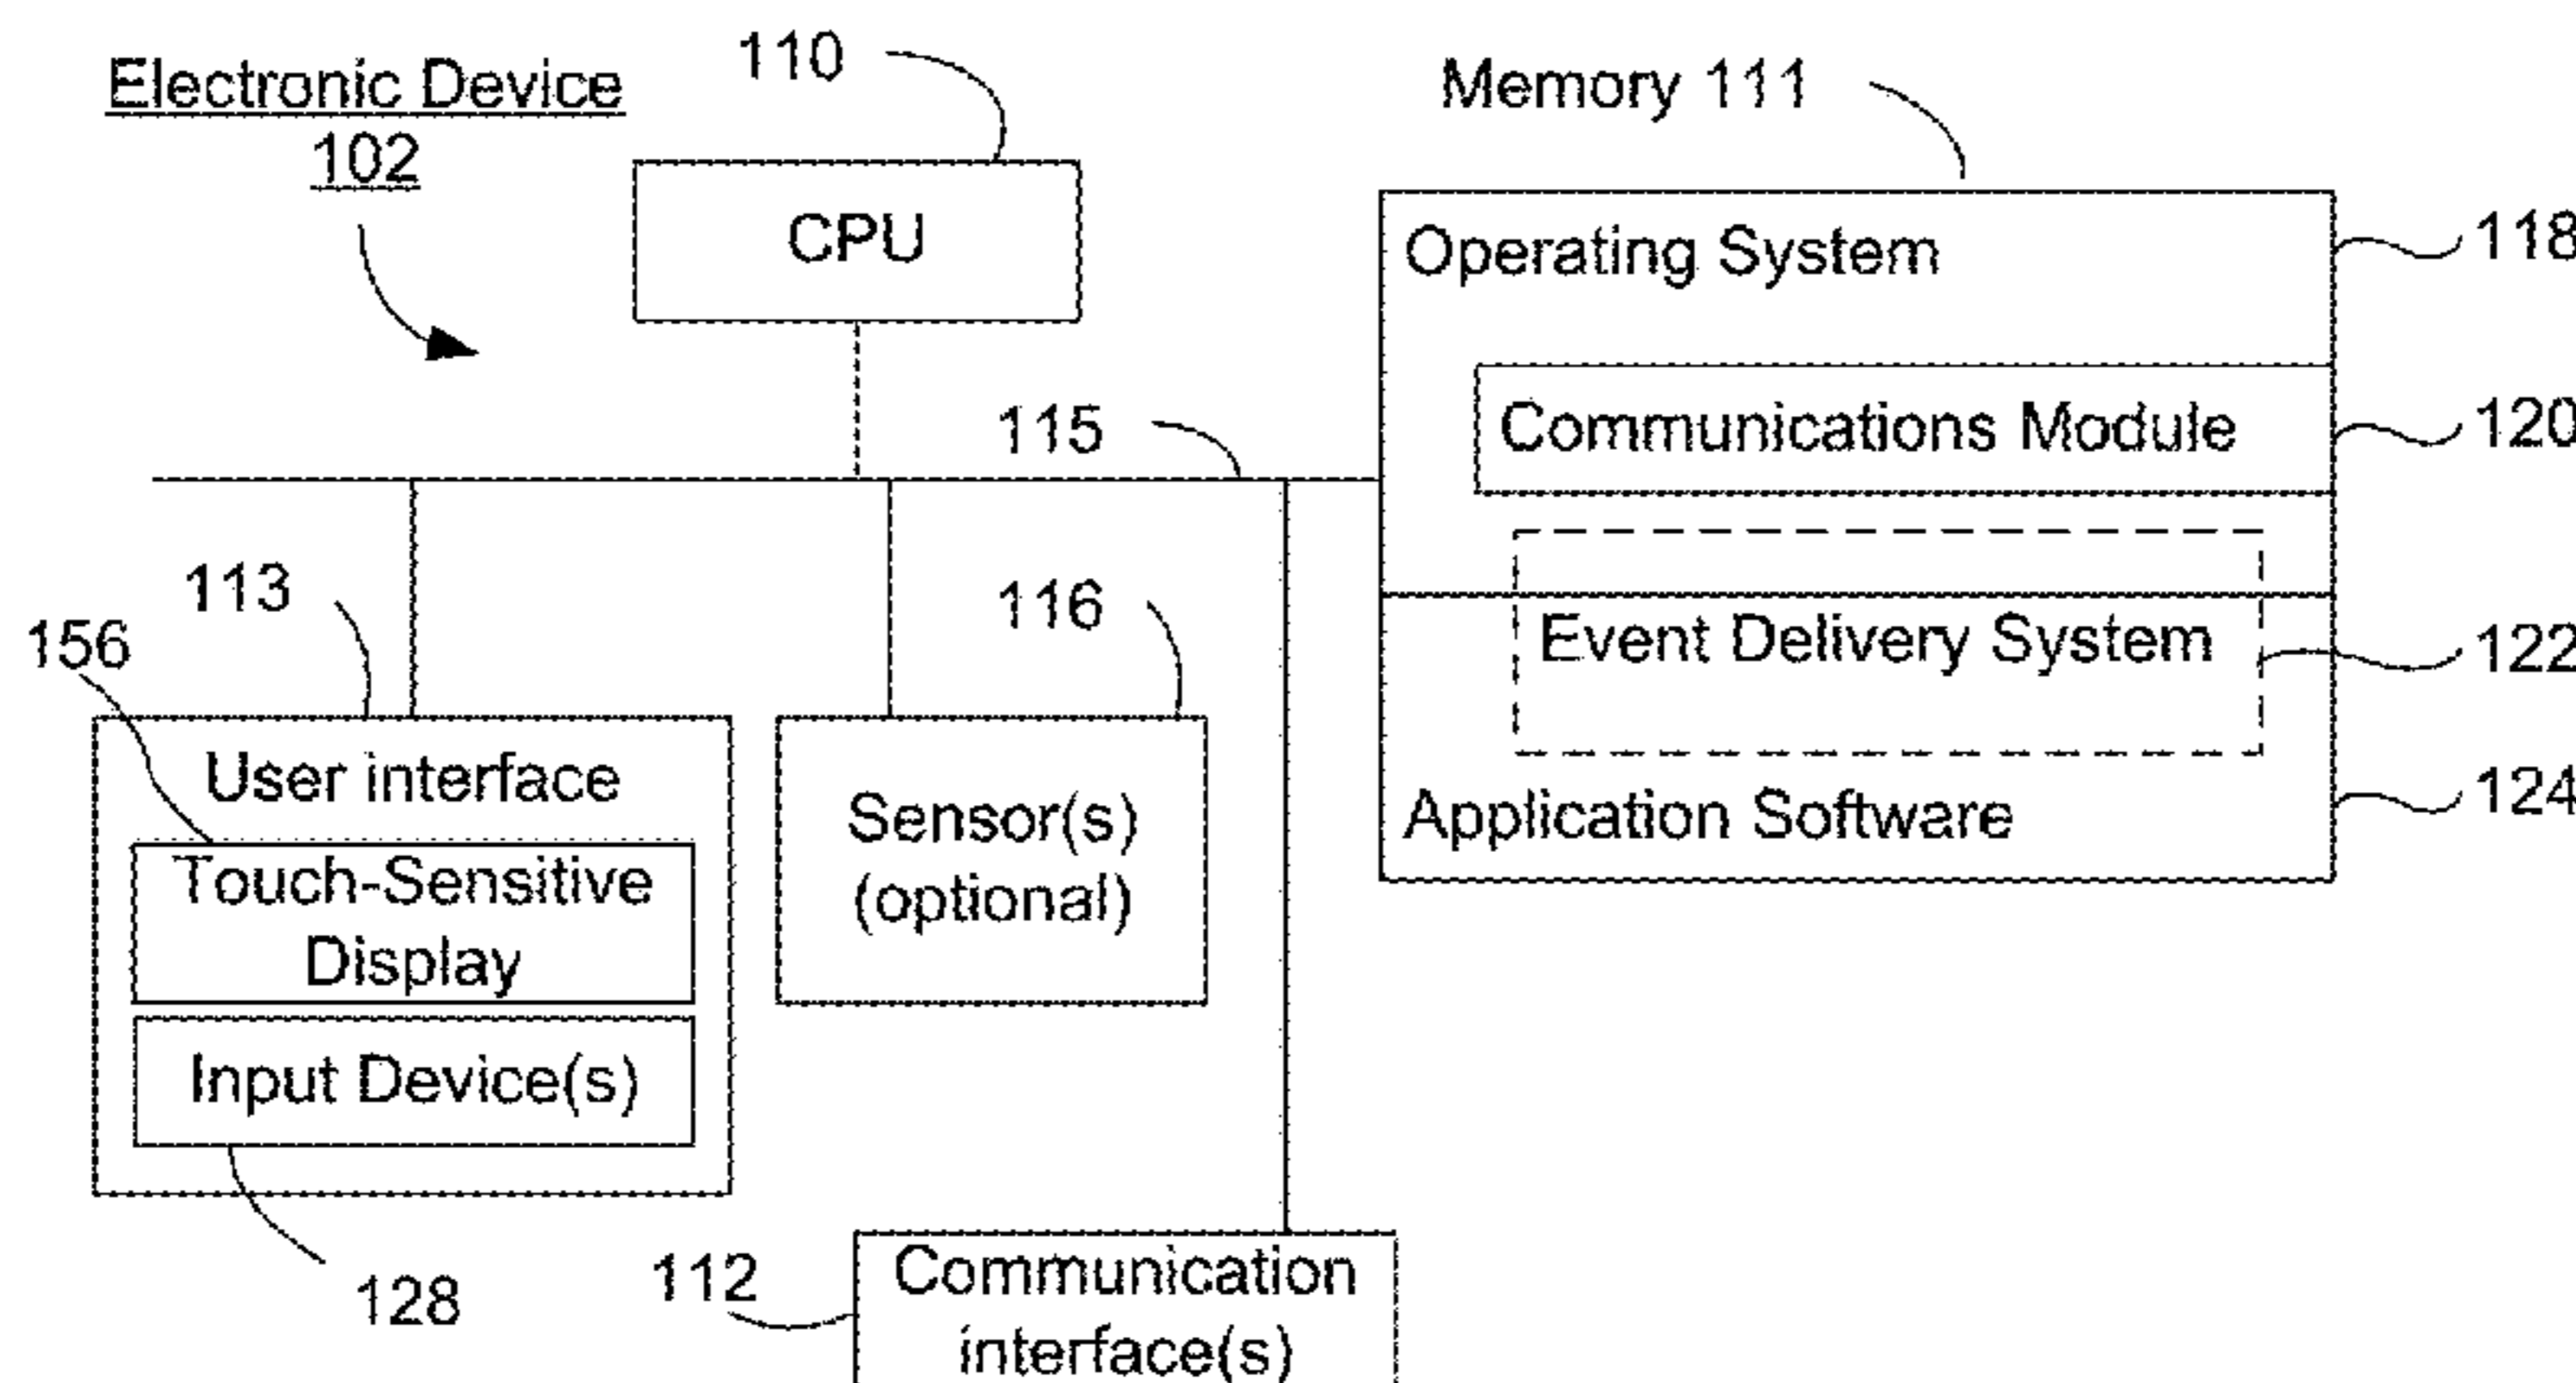 Electronic Device
102
110
CPU
Memory 111
Operating System
118
Communications Module
120
115
Event Delivery System
122
Application Software
124
113
156
User interface
Touch-Sensitive
Display
Input Device(s)
128
116
Sensor(s)
(optional)
112
Communication
interface(s)